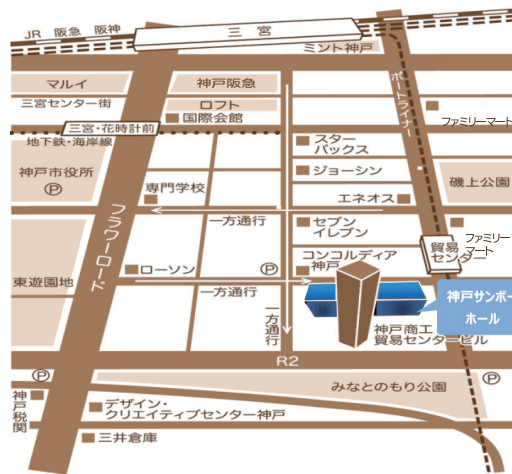 JR 阪急 阪神
三宮
ミント神戸
マルイ
神戸阪急
三宮センター街
ロフト
国際会館
ポートライナー
ファミリーマート
三宮・花時計前
地下鉄・海岸線
スター
バックス
神戸市役所
P
ジョーシン
専門学校
エネオス
磯上公園
フラワーロード
一方通行
セブン
イレブン
ファミリー
マート
貿易
センター
東遊園地
ローソン
P
コンコルディア
神戸
一方通行
一方通行
神戸サンボー
ホール
神戸商工
貿易センタービル
R2
P
みなとのもり公園
P
神戸税関
デザイン・
クリエイティブセンター神戸
三井倉庫